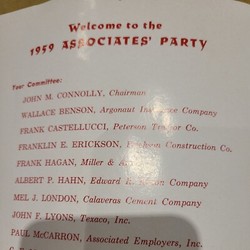 Welcome to the
1959 ASSOCIATES' PARTY
Your Committee:
JOHN M. CONNOLLY, Chairman
WALLACE BENSON, Argonaut Insurance Company
FRANK CASTELLUCCI, Peterson Tractor Co.
FRANKLIN E. ERICKSON, Construction Co.
FRANK HAGAN, Miller &
ALBERT P. HAHN, Edward R. Company
MEL J. LONDON, Calaveras Cement Company
JOHN F. LYONS, Texaco, Inc.
PAUL McCARRON, Associated Employers, Inc.